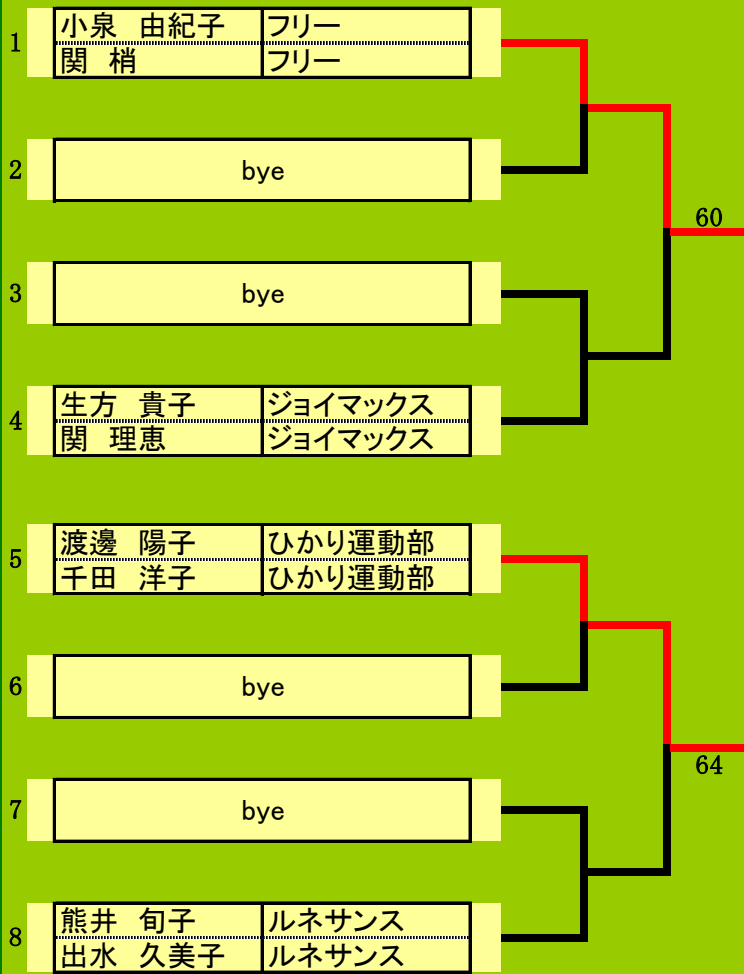 1
小泉　由紀子 フリー
関　梢 フリー
2
bye
60
3
bye
4
生方　貴子 ジョイマックス
関　理恵 ジョイマックス
5
渡邊　陽子 ひかり運動部
千田　洋子 ひかり運動部
6
bye
64
7
bye
8
熊井　旬子 ルネサンス
出水　久美子 ルネサンス